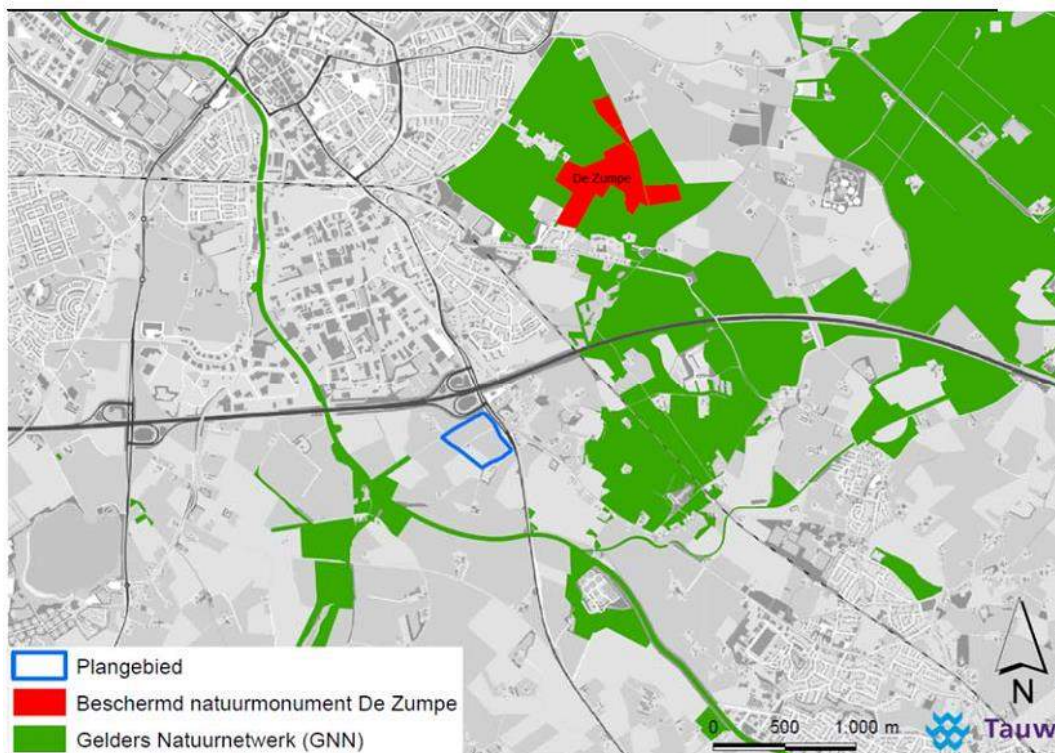 De Zumpe
Plangebied
Beschermd natuurmonument De Zumpe
Gelders Natuurnetwerk (GNN)
0 500 1.000 m
N
Tauw